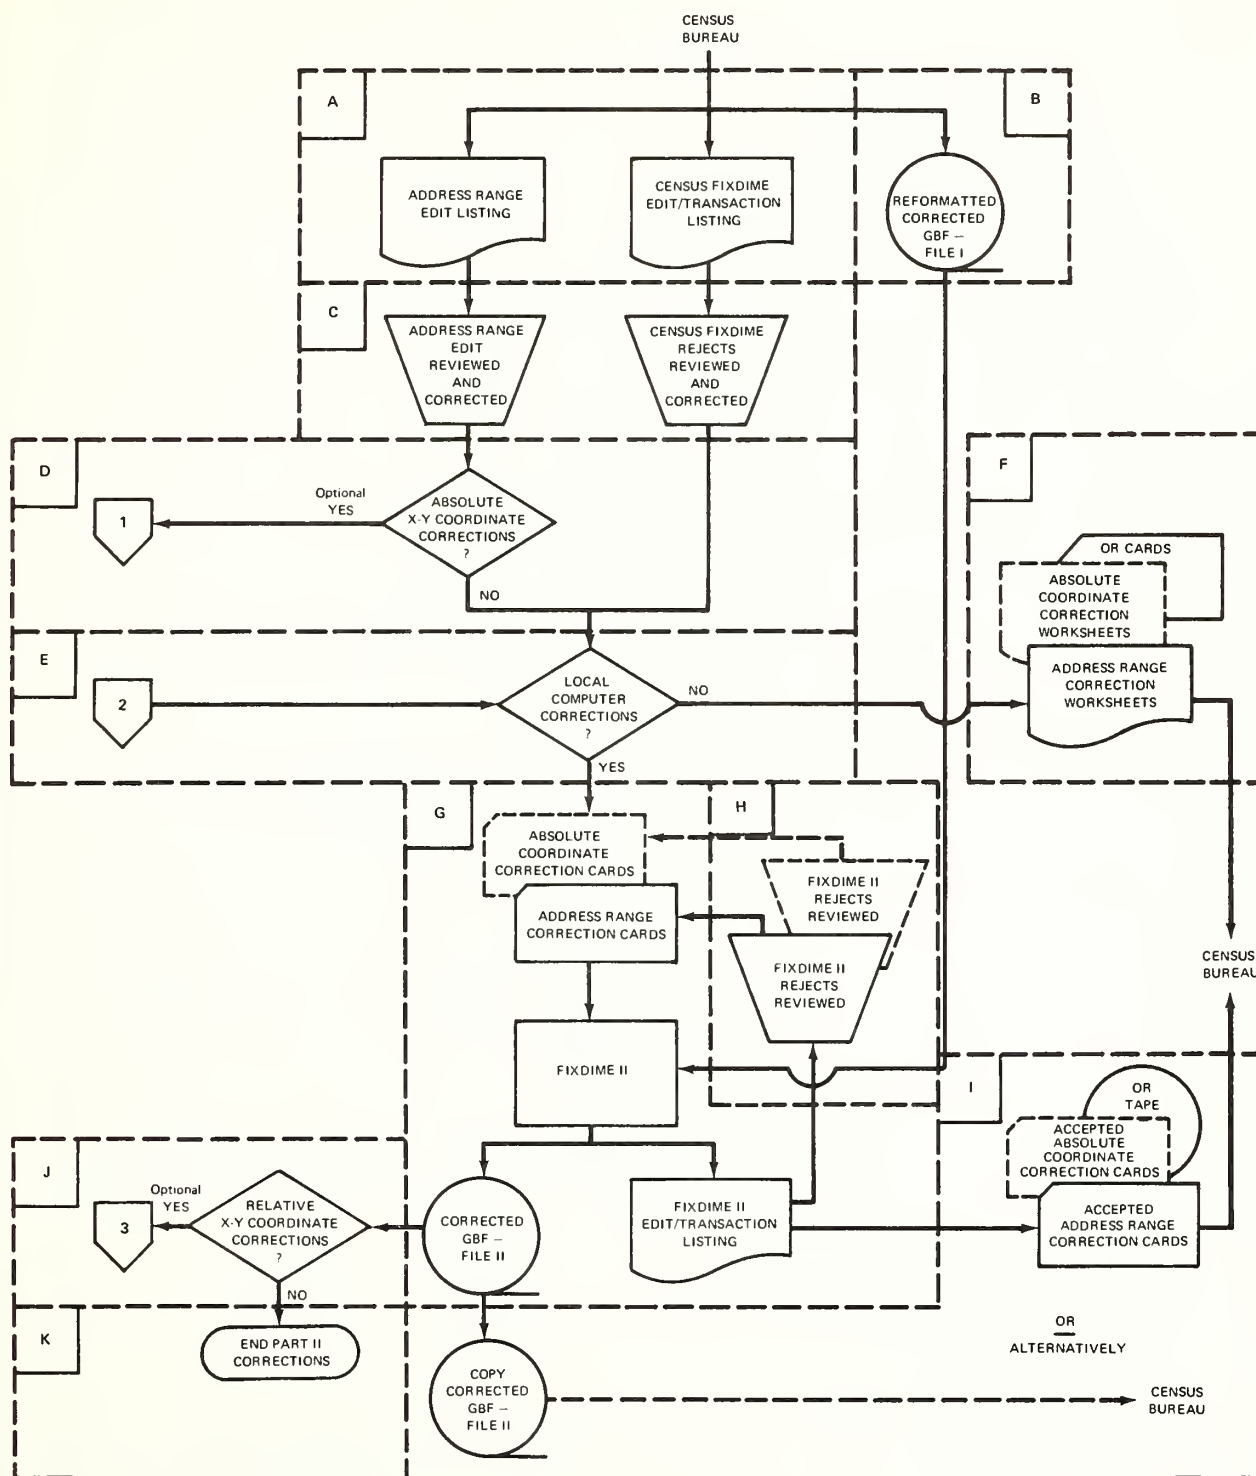 CENSUS
BUREAU
A
B
ADDRESS RANGE
EDIT LISTING
CENSUS FIXDIME
EDIT/TRANSACTION
LISTING
REFORMATTED
CORRECTED
GBF –
FILE I
C
ADDRESS RANGE
EDIT
REVIEWED
AND
CORRECTED
CENSUS FIXDIME
REJECTS
REVIEWED
AND
CORRECTED
D
1
Optional
YES
ABSOLUTE
X-Y COORDINATE
CORRECTIONS
?
NO
F
OR CARDS
ABSOLUTE
COORDINATE
CORRECTION
WORKSHEETS
ADDRESS RANGE
CORRECTION
WORKSHEETS
E
2
LOCAL
COMPUTER
CORRECTIONS
?
NO
YES
G
ABSOLUTE
COORDINATE
CORRECTION CARDS
ADDRESS RANGE
CORRECTION CARDS
H
FIXDIME II
REJECTS
REVIEWED
FIXDIME II
REJECTS
REVIEWED
CENSUS
BUREAU
FIXDIME II
I
OR
TAPE
ACCEPTED
ABSOLUTE
COORDINATE
CORRECTION CARDS
ACCEPTED
ADDRESS RANGE
CORRECTION CARDS
J
3
Optional
YES
RELATIVE
X-Y COORDINATE
CORRECTIONS
?
NO
CORRECTED
GBF –
FILE II
FIXDIME II
EDIT/TRANSACTION
LISTING
K
END PART II
CORRECTIONS
COPY
CORRECTED
GBF –
FILE II
OR
ALTERNATIVELY
CENSUS
BUREAU